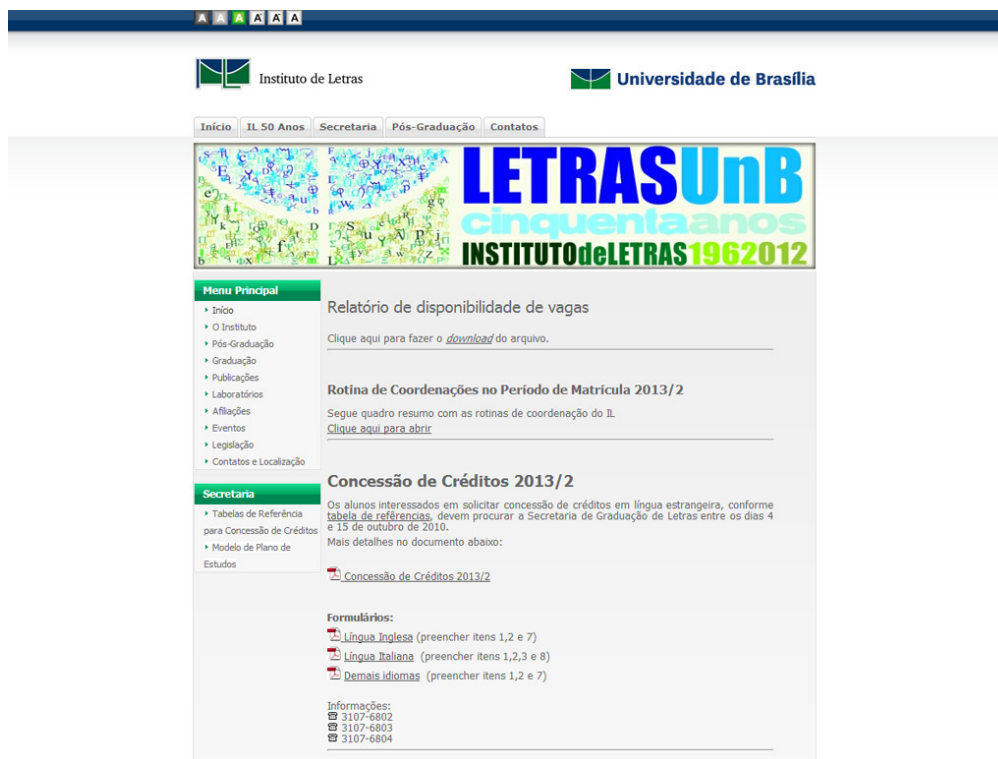 A A A A A A
Instituto de Letras
Universidade de Brasília
Início IL 50 Anos Secretaria Pós-Graduação Contatos
LETRASUnB
cinquentaanos
INSTITUTOdeLETRAS19622012
Menu Principal
Início
O Instituto
Pós-Graduação
Graduação
Publicações
Laboratórios
Afiliações
Eventos
Legislação
Contatos e Localização
Secretaria
Tabelas de Referência
para Concessão de Créditos
Modelo de Plano de
Estudos
Relatório de disponibilidade de vagas
Clique aqui para fazer o download do arquivo.
Rotina de Coordenações no Período de Matrícula 2013/2
Segue quadro resumo com as rotinas de coordenação do IL
Clique aqui para abrir
Concessão de Créditos 2013/2
Os alunos interessados em solicitar concessão de créditos em língua estrangeira, conforme
tabela de refêrencias, devem procurar a Secretaria de Graduação de Letras entre os dias 4
e 15 de outubro de 2010.
Mais detalhes no documento abaixo:
Concessão de Créditos 2013/2
Formulários:
Língua Inglesa (preencher itens 1,2 e 7)
Língua Italiana (preencher itens 1,2,3 e 8)
Demais idiomas (preencher itens 1,2 e 7)
Informações:
☎ 3107-6802
☎ 3107-6803
☎ 3107-6804